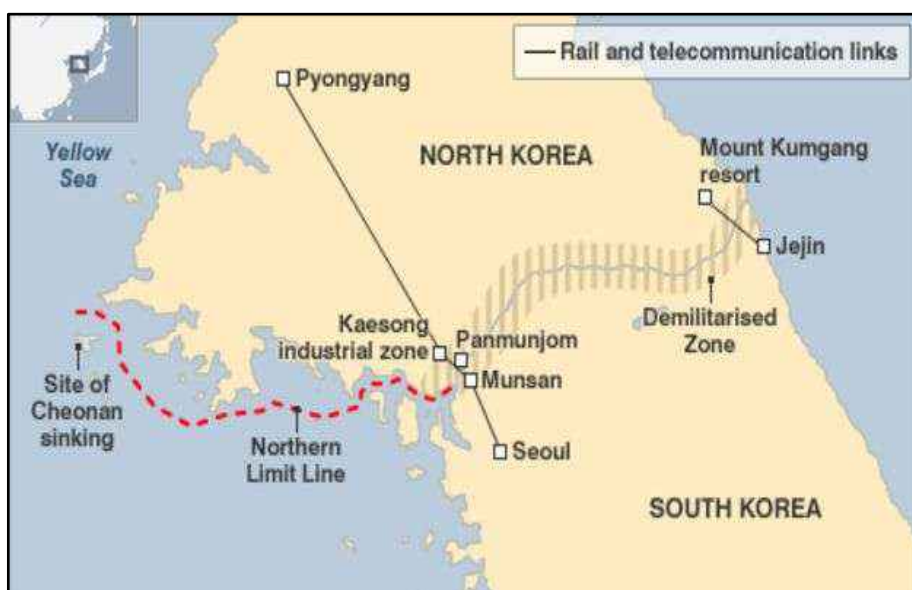 Rail and telecommunication links
Pyongyang
Yellow
Sea
NORTH KOREA
Mount Kumgang
resort
Jejin
Kaesong
industrial zone
Panmunjom
Demilitarised
Zone
Munsan
Site of
Cheonan
sinking
Northern
Limit Line
Seoul
SOUTH KOREA